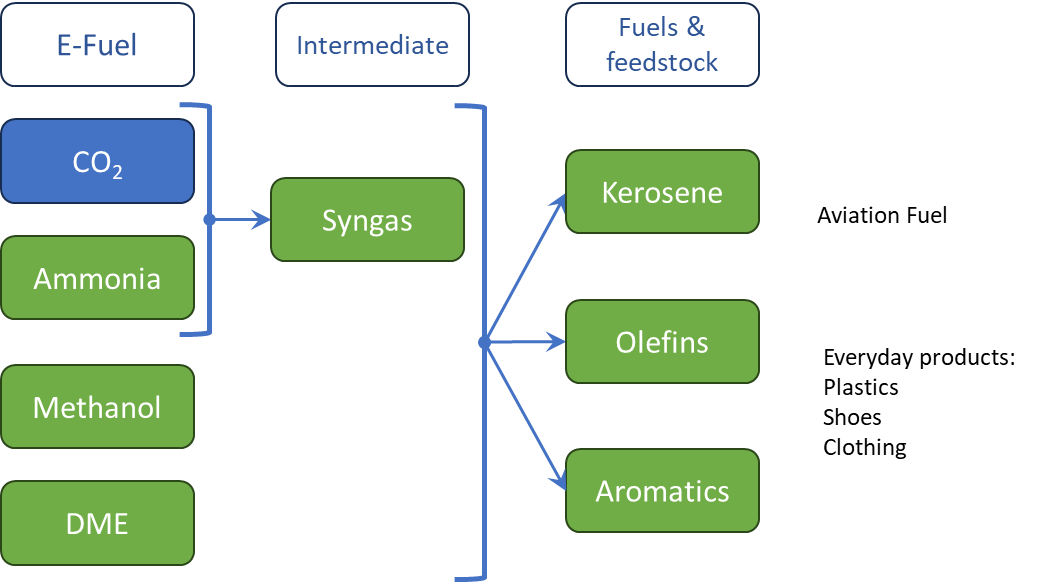 E-Fuel
Intermediate
Fuels &
feedstock
CO₂
Ammonia
Methanol
DME
Syngas
Kerosene
Olefins
Aromatics
Aviation Fuel
Everyday products:
Plastics
Shoes
Clothing